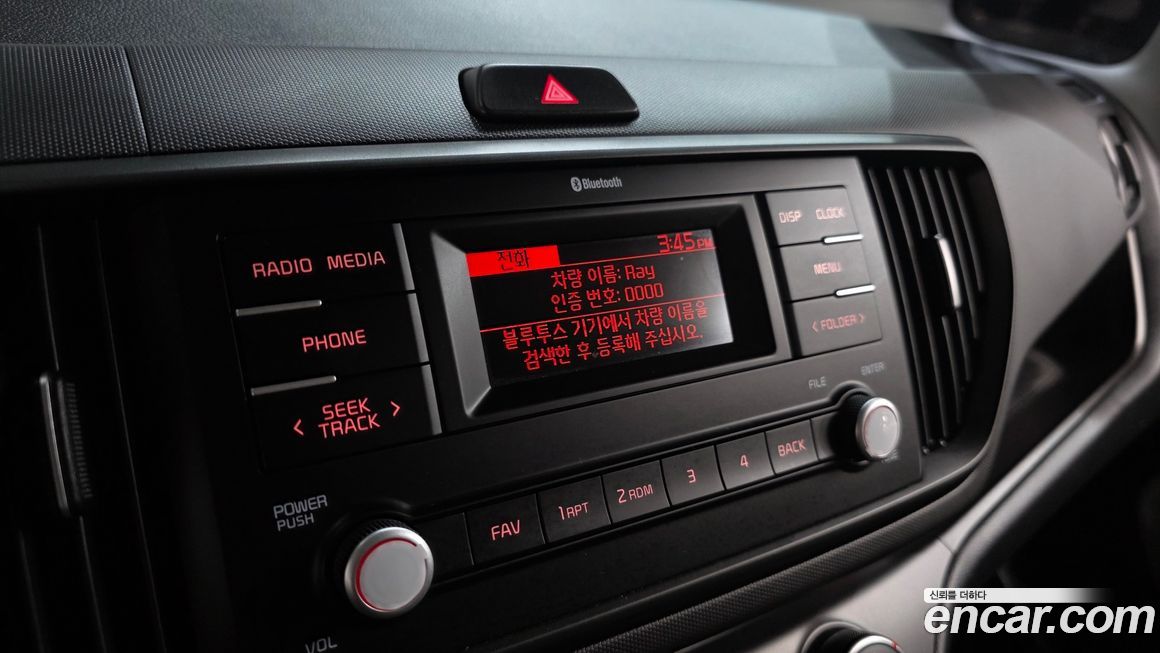 Bluetooth
RADIO MEDIA
PHONE
< SEEK >
TRACK
전화 3:45 PM
차량 이름: Ray
인증 번호: 0000
블루투스 기기에서 차량 이름을
검색한 후 등록해 주십시오.
DISP CLOCK
MENU
< FOLDER >
FILE
ENTER
POWER
PUSH
VOL
FAV
1 RPT
2 RDM
3
4
BACK
신뢰를 더하다
encar.com